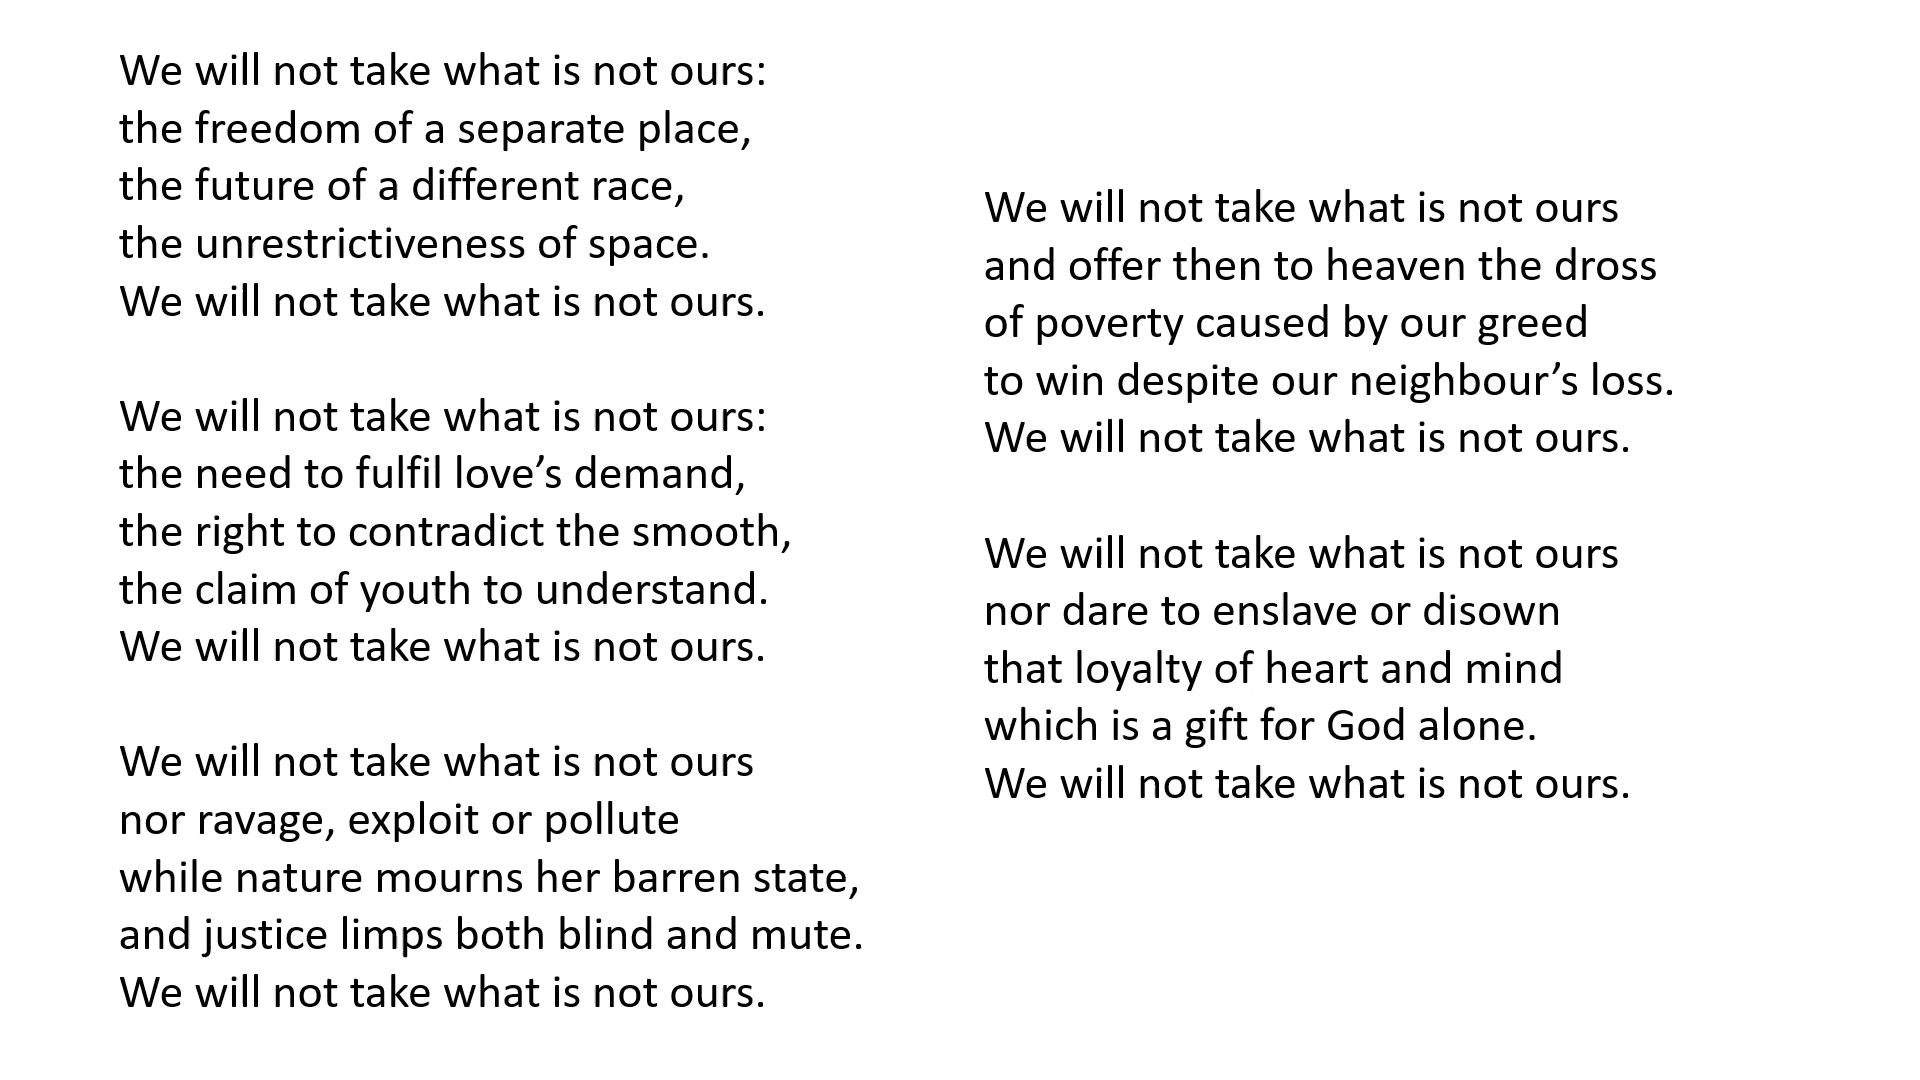 We will not take what is not ours:
the freedom of a separate place,
the future of a different race,
the unrestrictiveness of space.
We will not take what is not ours.

We will not take what is not ours:
the need to fulfil love’s demand,
the right to contradict the smooth,
the claim of youth to understand.
We will not take what is not ours.

We will not take what is not ours
nor ravage, exploit or pollute
while nature mourns her barren state,
and justice limps both blind and mute.
We will not take what is not ours.

We will not take what is not ours
and offer then to heaven the dross
of poverty caused by our greed
to win despite our neighbour’s loss.
We will not take what is not ours.

We will not take what is not ours
nor dare to enslave or disown
that loyalty of heart and mind
which is a gift for God alone.
We will not take what is not ours.